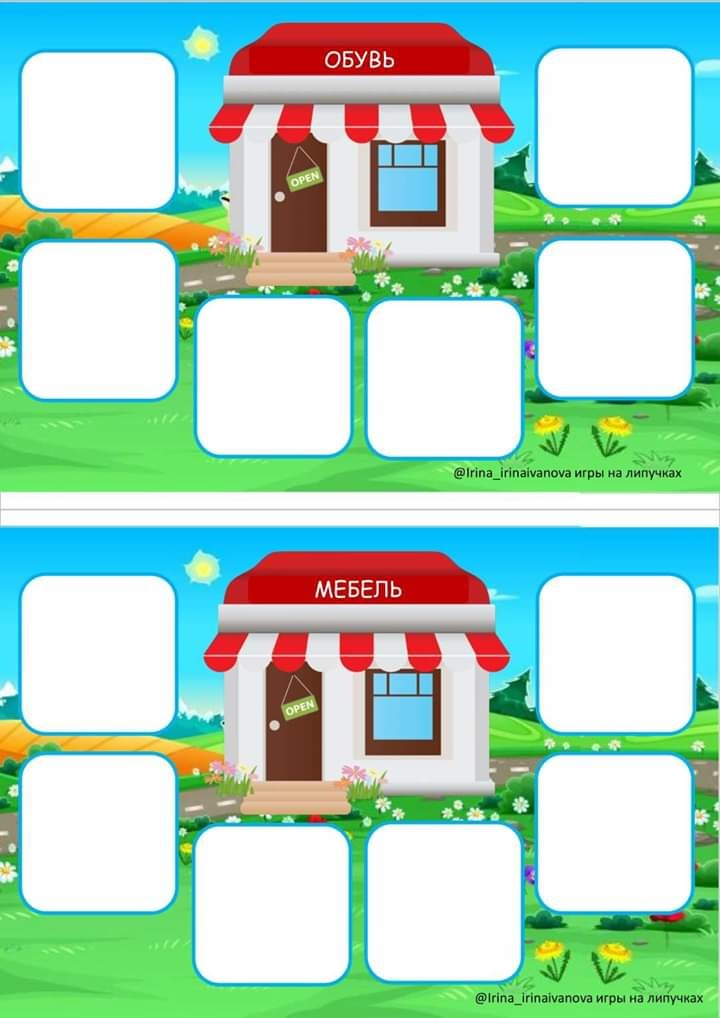 ОБУВЬ
OPEN
@Irina_irinaivanova игры на липучках
МЕБЕЛЬ
OPEN
@Irina_irinaivanova игры на липучках